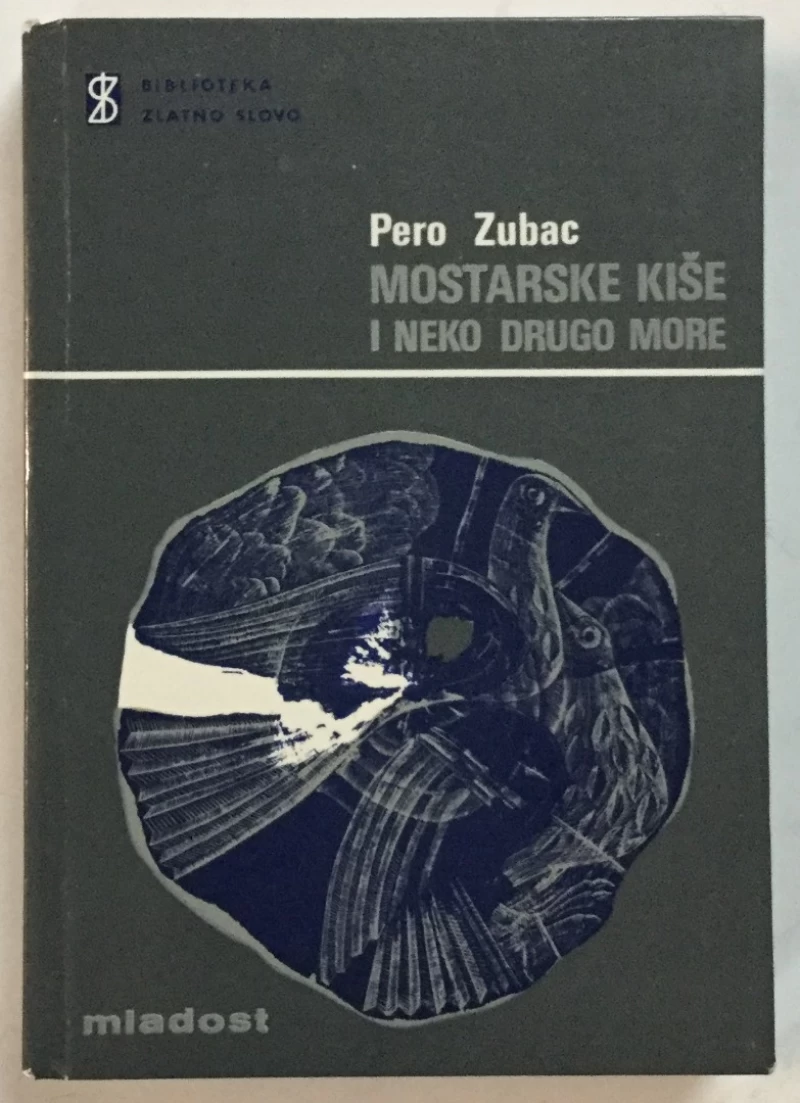 BIBLIOTEKA
ZLATNO SLOVO
Pero Zubac
MOSTARSKE KIŠE
I NEKO DRUGO MORE
mladost